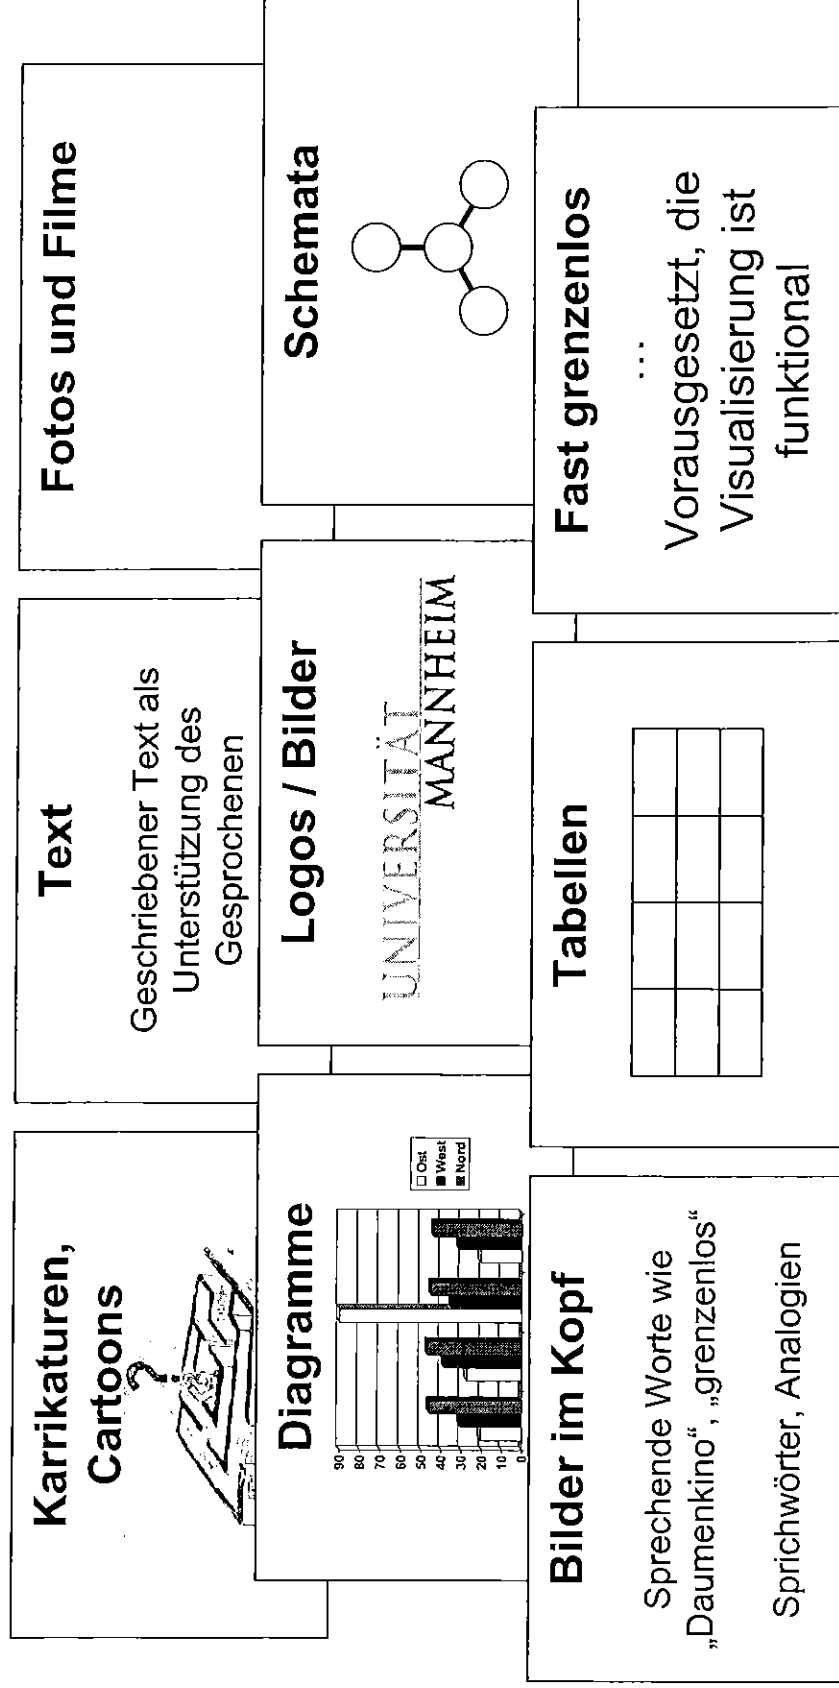 Karrikaturen,
Cartoons
Text
Geschriebener Text als
Unterstützung des
Gesprochenen
Fotos und Filme
Diagramme
90
80
70
60
50
40
30
20
10
0
Ost
West
Nord
Logos / Bilder
UNIVERSITÄT
MANNHEIM
Schemata
Bilder im Kopf
Sprechende Worte wie
„Daumenkino“, „grenzenlos“
Sprichwörter, Analogien
Tabellen
Fast grenzenlos
...
Vorausgesetzt, die
Visualisierung ist
funktional